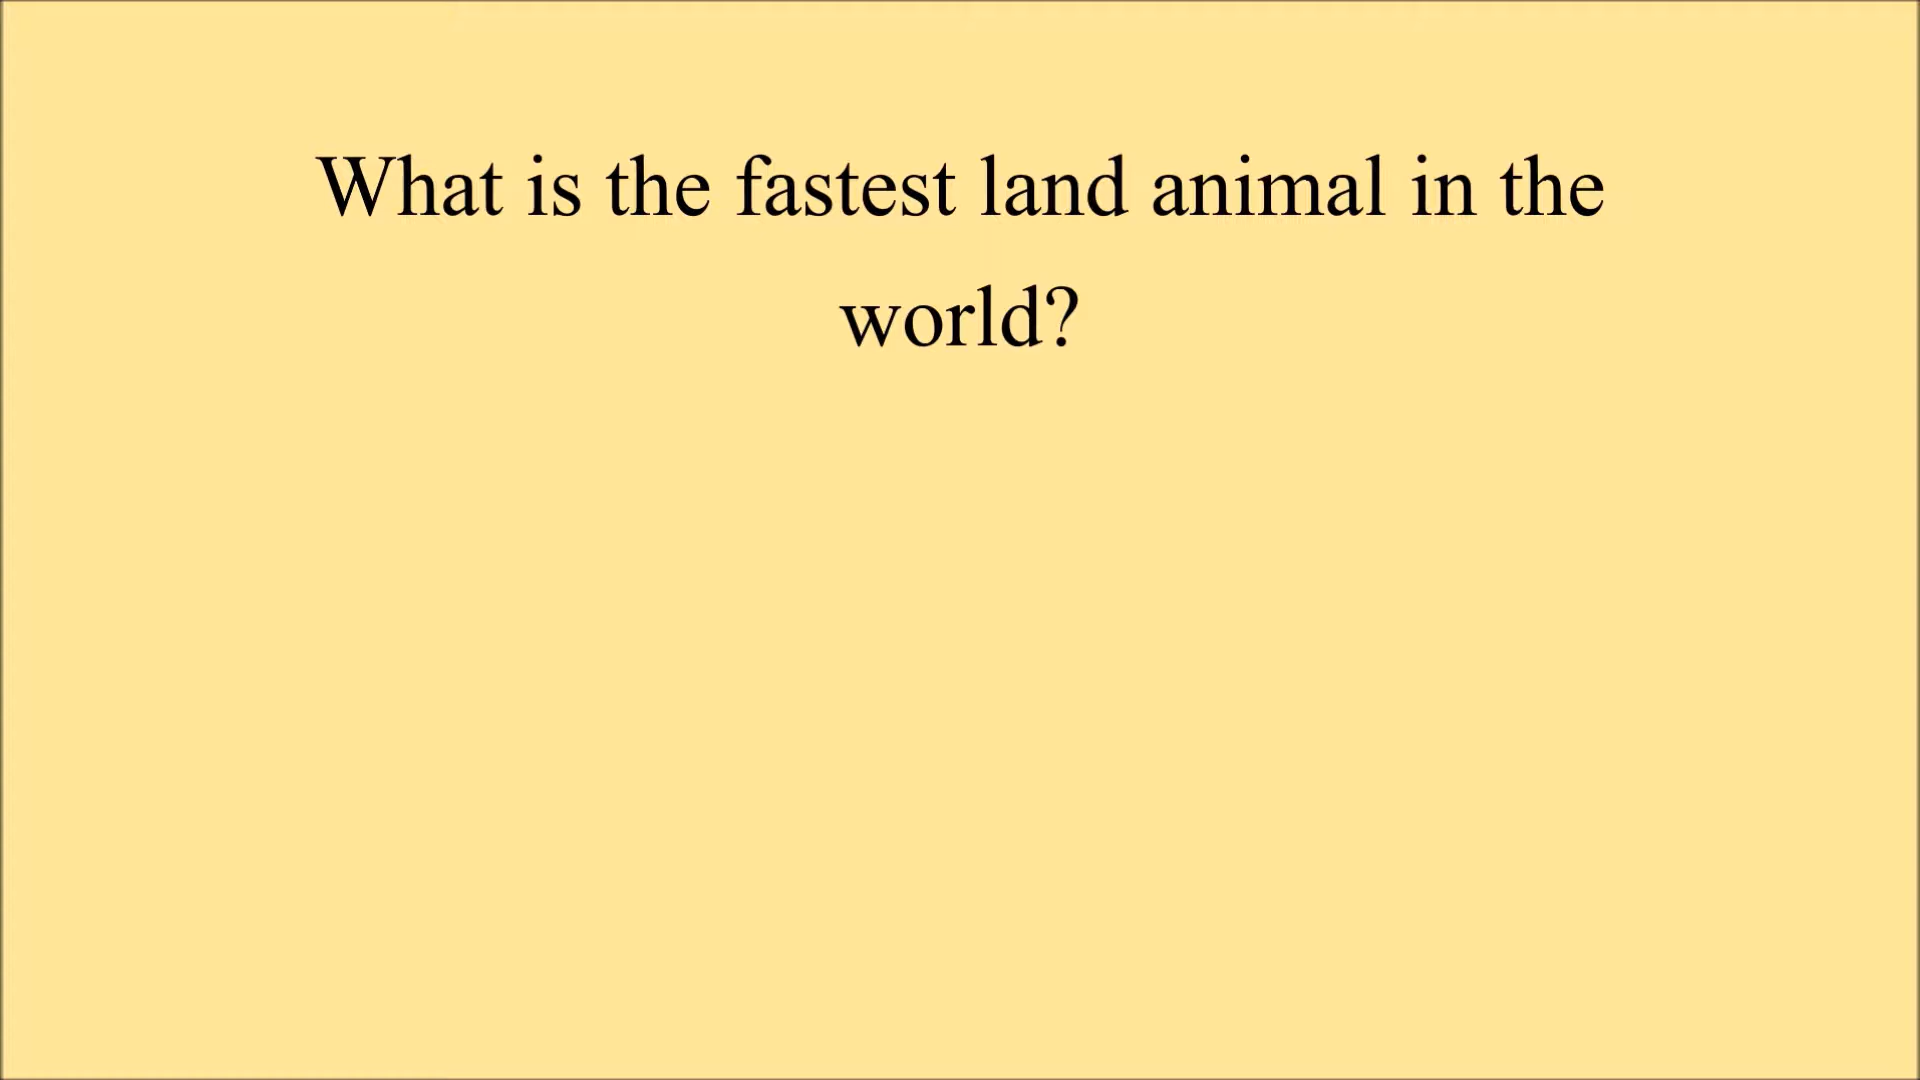 What is the fastest land animal in the
world?